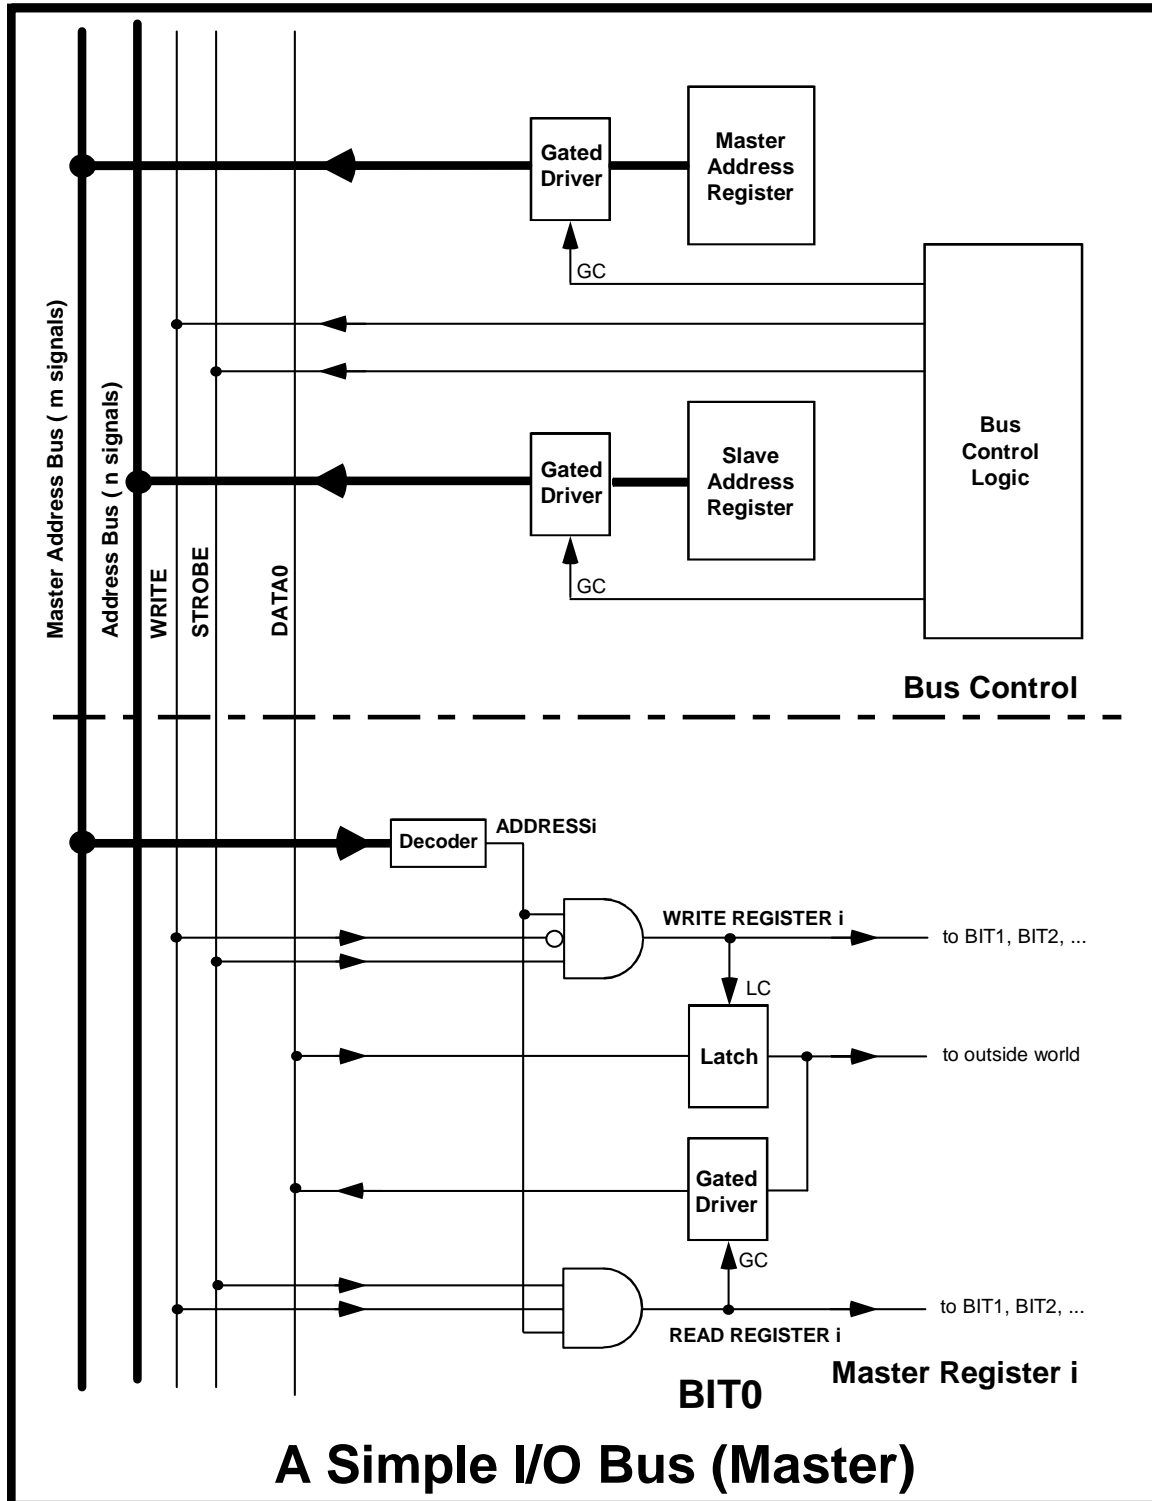 Master
Address
Register
Gated
Driver
GC
Master Address Bus ( m signals)
Address Bus ( n signals)
WRITE
STROBE
DATA0
Slave
Address
Register
Gated
Driver
GC
Bus
Control
Logic
Bus Control
Decoder
ADDRESSi
WRITE REGISTER i
to BIT1, BIT2, ...
LC
Latch
to outside world
Gated
Driver
GC
to BIT1, BIT2, ...
READ REGISTER i
Master Register i
BIT0
A Simple I/O Bus (Master)